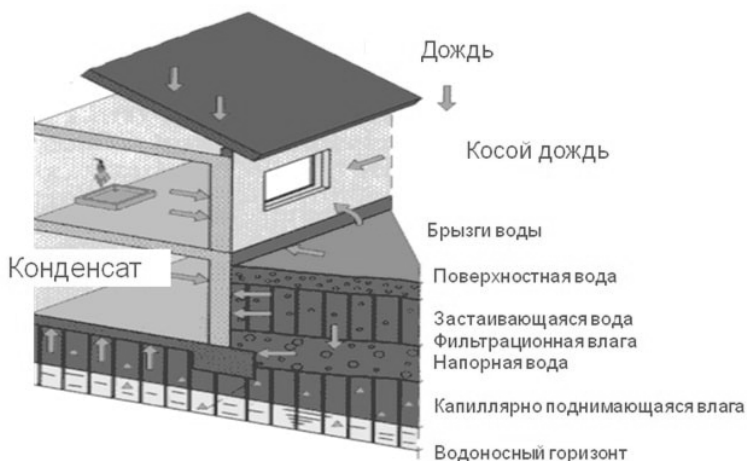 Дождь
Косой дождь
Брызги воды
Конденсат
Поверхностная вода
Застаивающаяся вода
Фильтрационная влага
Напорная вода
Капиллярно поднимающаяся влага
Водоносный горизонт